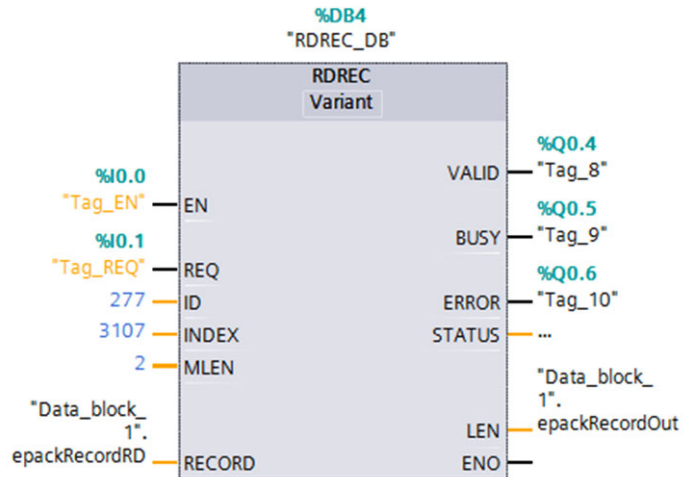 %DB4
"RDREC_DB"
RDREC
Variant
%Q0.4
VALID "Tag_8"
%I0.0
"Tag_EN" EN
%Q0.5
BUSY "Tag_9"
%I0.1
"Tag_REQ" REQ
%Q0.6
277 ID ERROR "Tag_10"
3107 INDEX STATUS ...
2 MLEN
"Data_block_
1".
epackRecordRD RECORD
"Data_block_
1".
LEN epackRecordOut
ENO